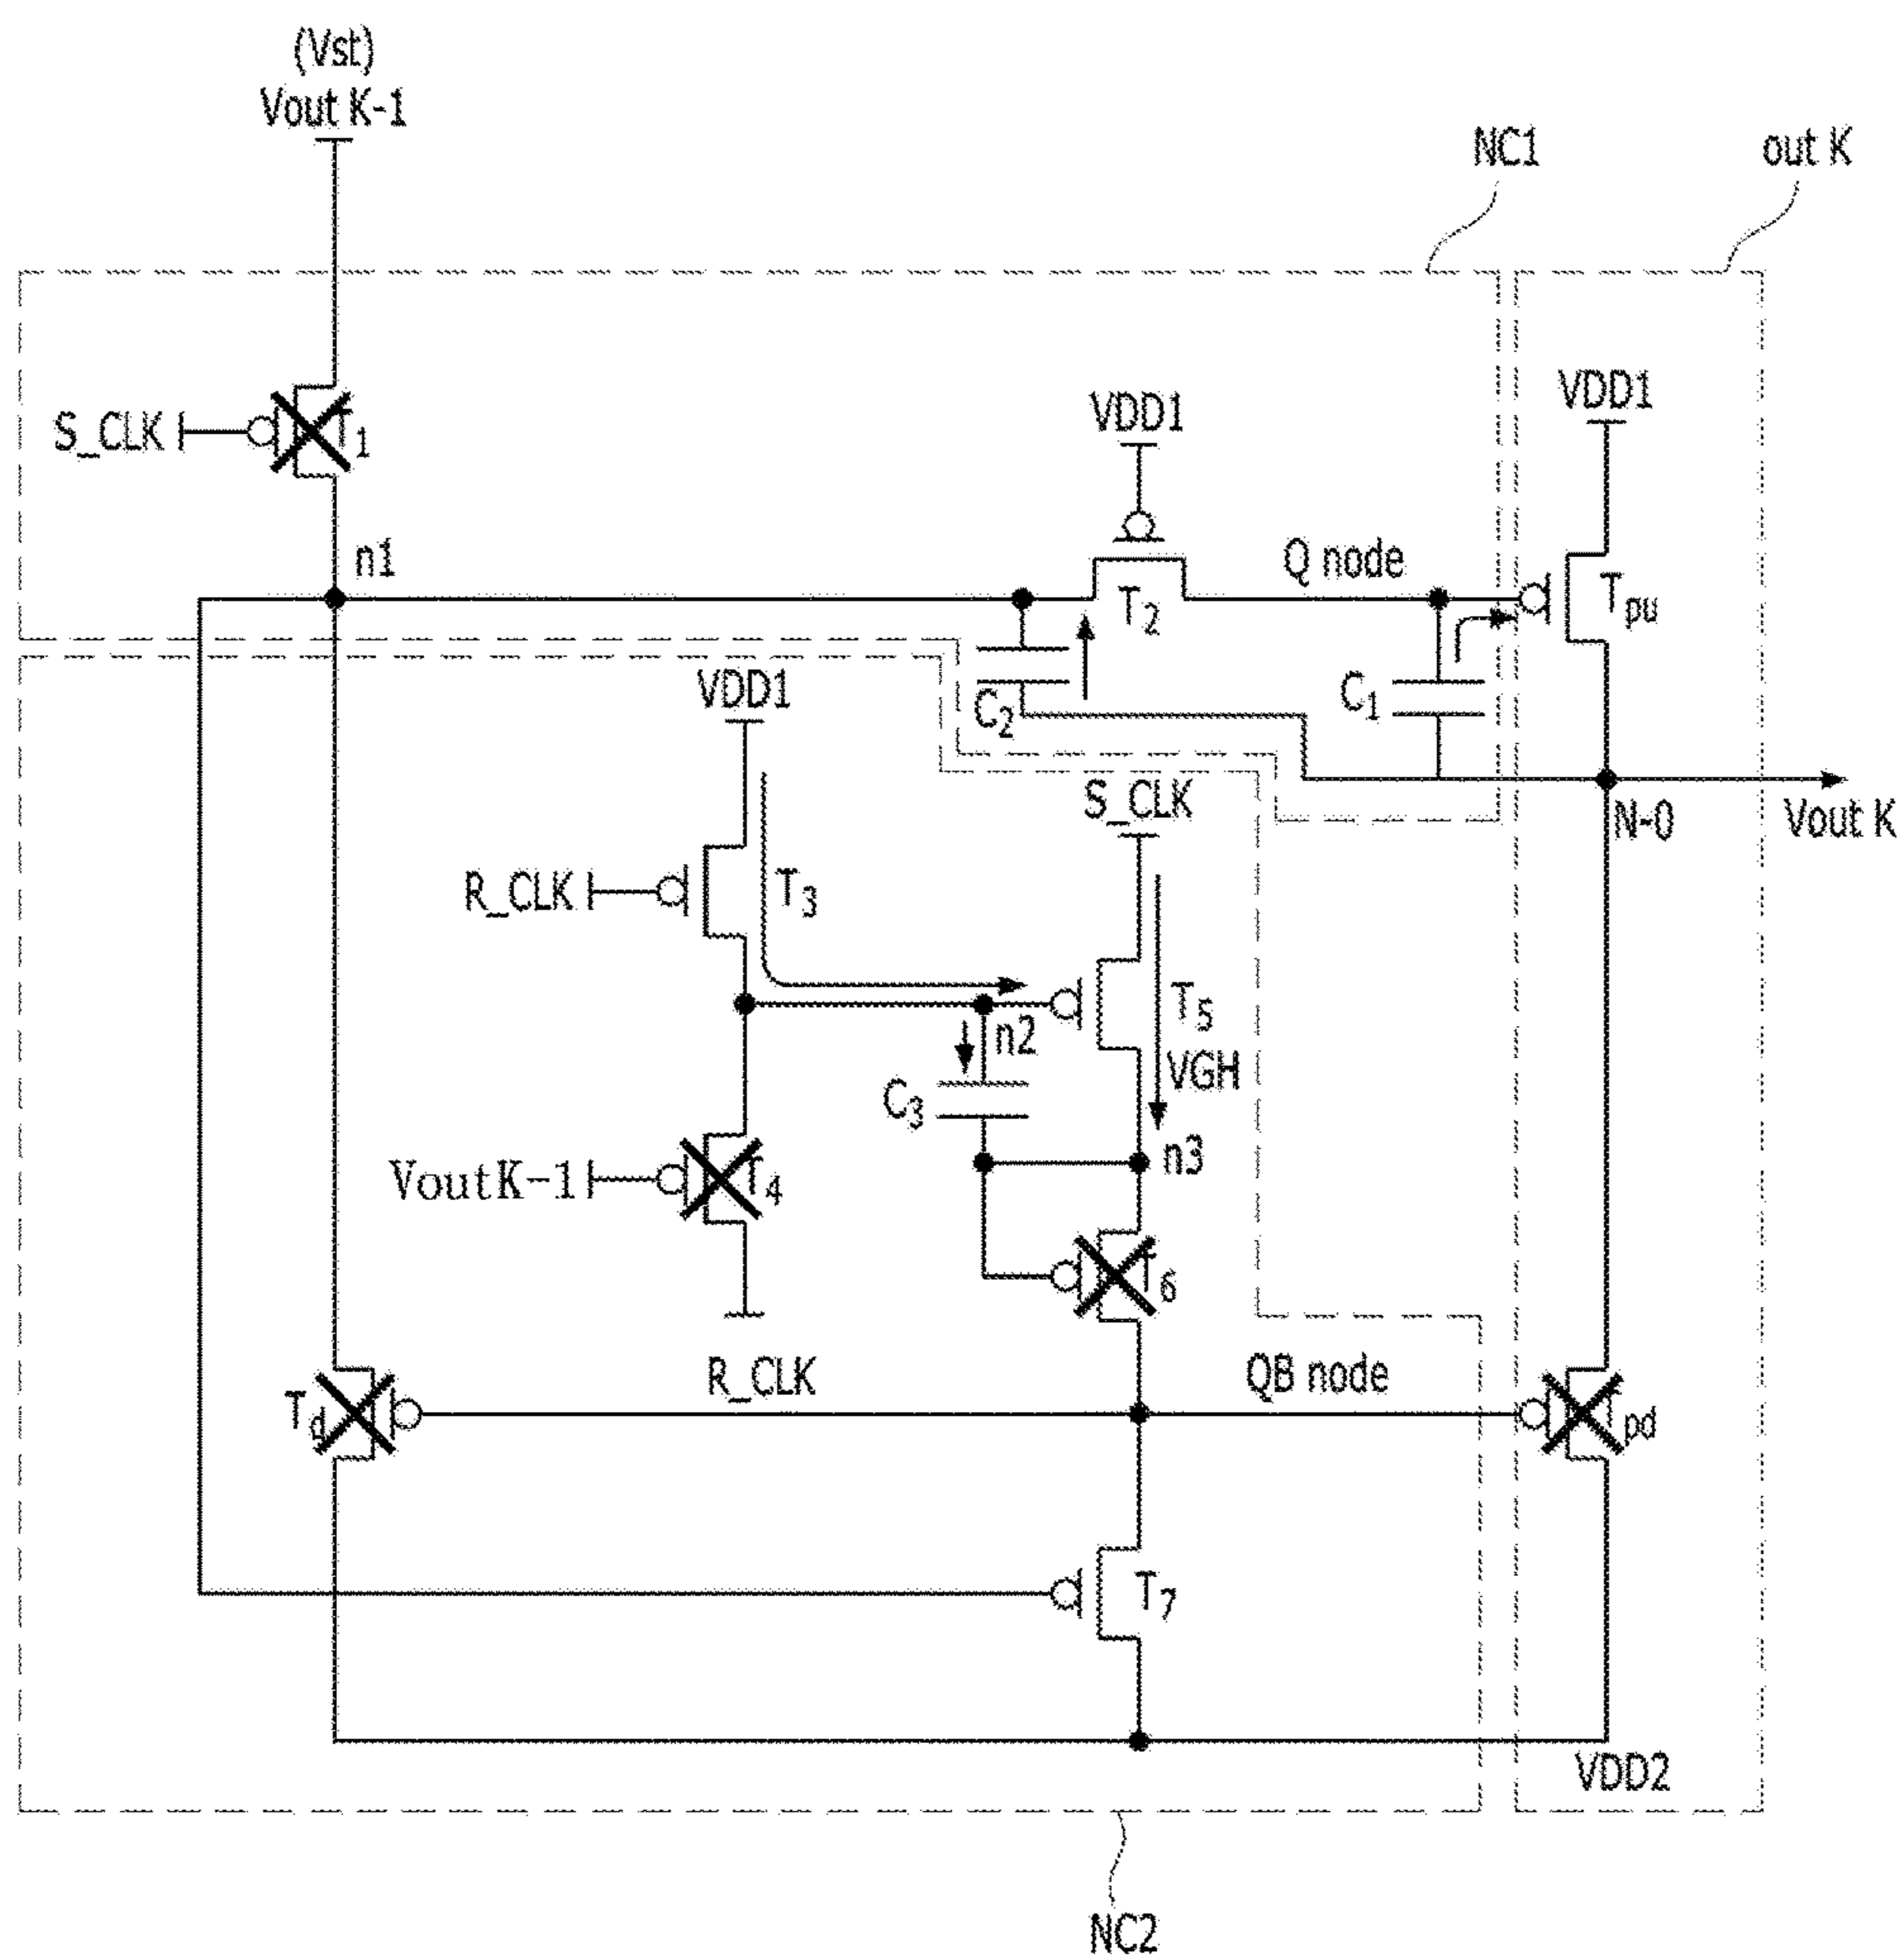 (Vst)
Vout K-1
NC1
out K
S_CLK
T1
n1
VDD1
VDD1
Q node
T2
Tpu
C2
C1
VDD1
S_CLK
N-0
Vout K
R_CLK
T3
T5
n2
VGH
C3
n3
VoutK-1
T4
T6
R_CLK
QB node
Td
Tpd
T7
VDD2
NC2